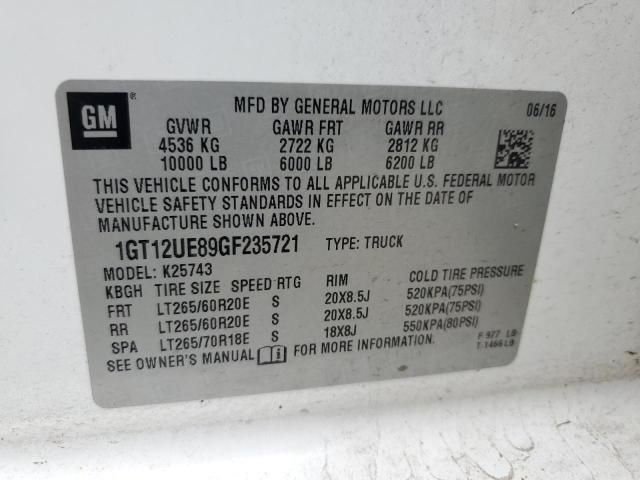 GM ®
MFD BY GENERAL MOTORS LLC 06/16
GVWR GAWR FRT GAWR RR
4536 KG 2722 KG 2812 KG
10000 LB 6000 LB 6200 LB
THIS VEHICLE CONFORMS TO ALL APPLICABLE U.S. FEDERAL MOTOR
VEHICLE SAFETY STANDARDS IN EFFECT ON THE DATE OF
MANUFACTURE SHOWN ABOVE.
1GT12UE89GF235721 TYPE: TRUCK
MODEL: K25743
KBGH TIRE SIZE SPEED RTG RIM COLD TIRE PRESSURE
FRT LT265/60R20E S 20X8.5J 520KPA(75PSI)
RR LT265/60R20E S 20X8.5J 520KPA(75PSI)
SPA LT265/70R18E S 18X8J 550KPA(80PSI)
SEE OWNER'S MANUAL i FOR MORE INFORMATION.
F-977 LB
T-1466 LB